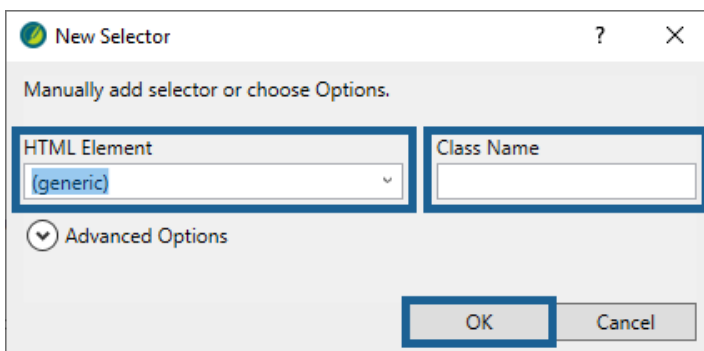 New Selector
Manually add selector or choose Options.
HTML Element
Class Name
(generic)
Advanced Options
OK
Cancel